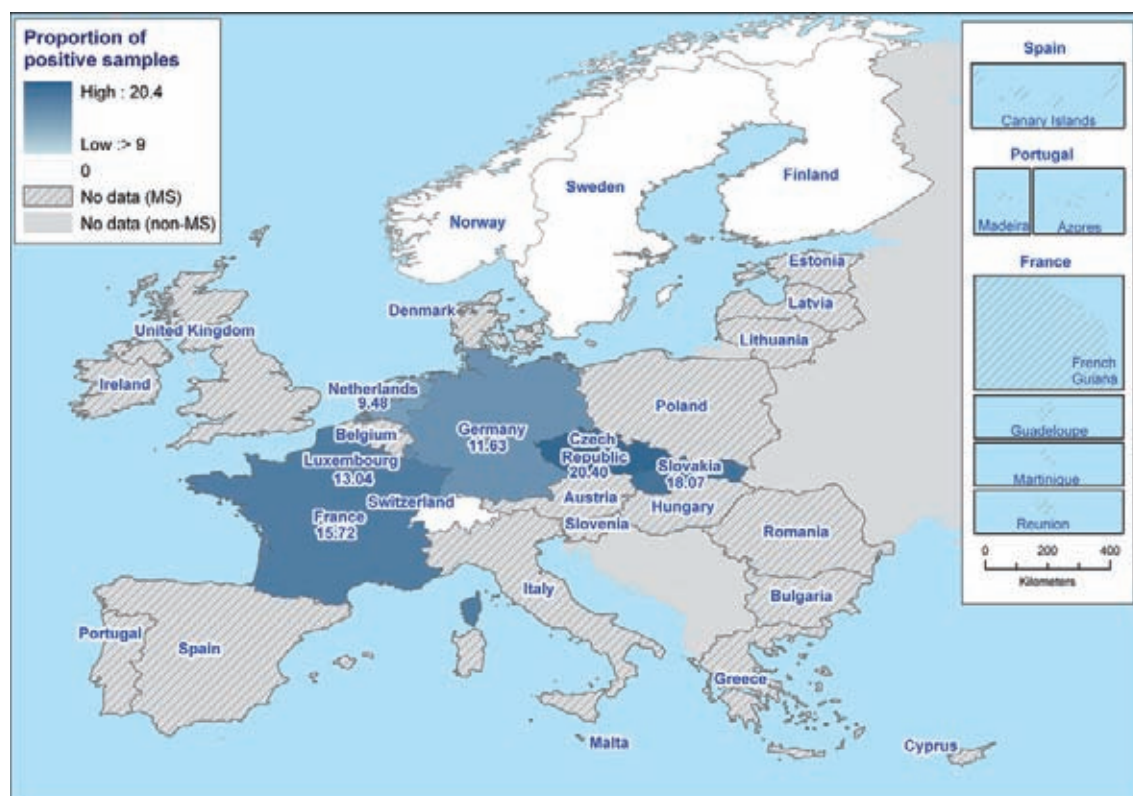 Proportion of
positive samples
High : 20.4
Low :> 9
0
No data (MS)
No data (non-MS)
Norway
Sweden
Finland
Estonia
Latvia
Lithuania
Denmark
United Kingdom
Ireland
Netherlands
9.48
Belgium
Luxembourg
13.04
Germany
11.63
Poland
Czech
Republic
20.40
Slovakia
18.07
Austria
Hungary
Slovenia
Switzerland
France
15.72
Romania
Bulgaria
Italy
Portugal
Spain
Greece
Malta
Cyprus
Spain
Canary Islands
Portugal
Madeira
Azores
France
French
Guiana
Guadeloupe
Martinique
Reunion
0 200 400
Kilometers